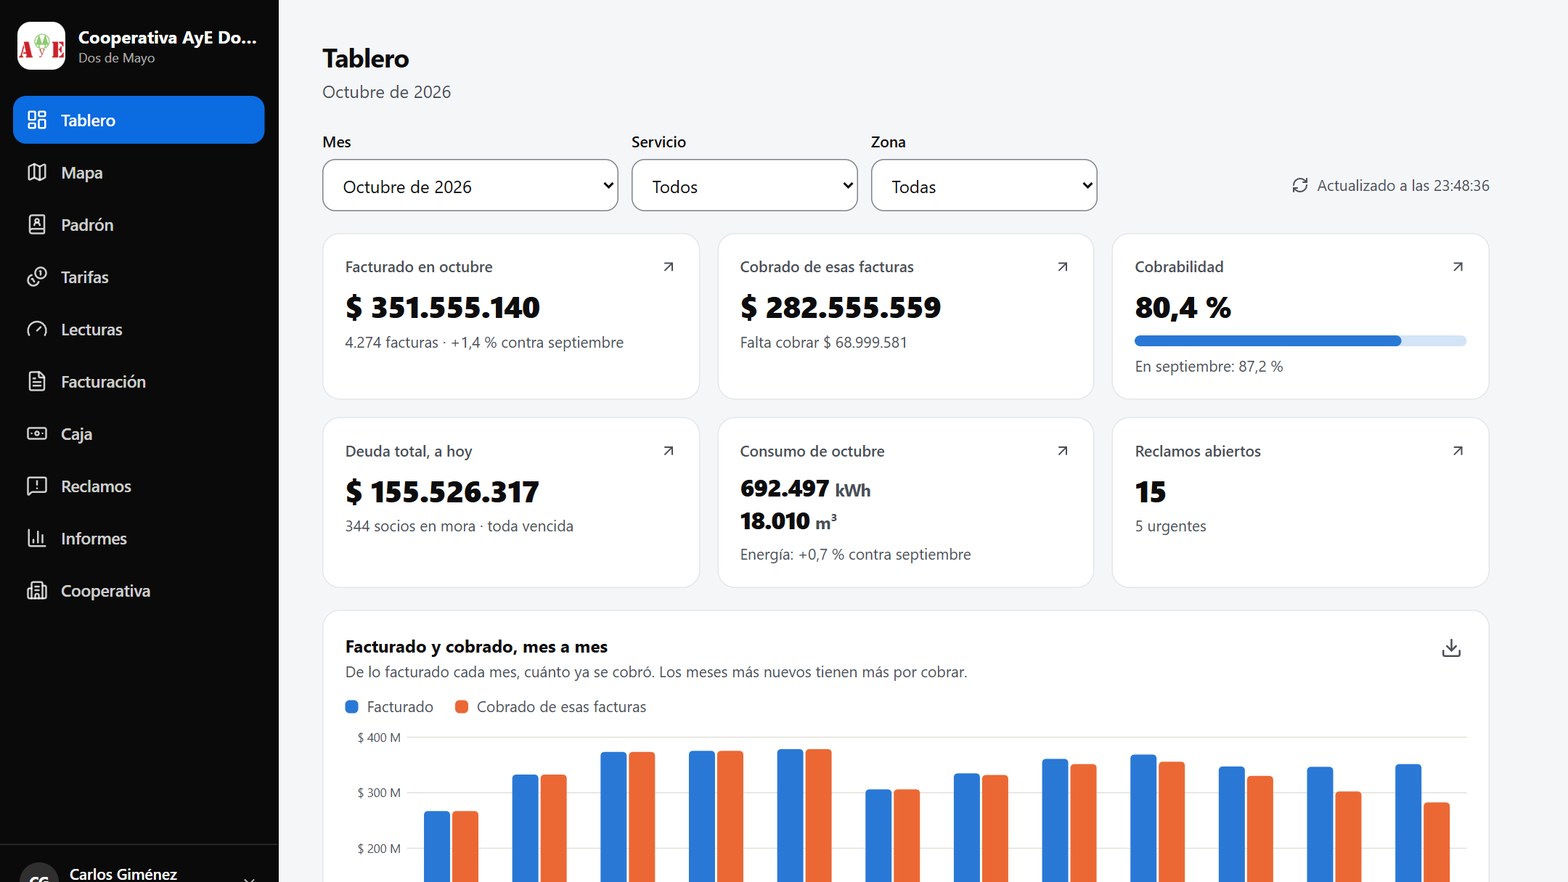 AyE
Cooperativa AyE Do...
Dos de Mayo
Tablero
Mapa
Padrón
Tarifas
Lecturas
Facturación
Caja
Reclamos
Informes
Cooperativa
Carlos Giménez
Tablero
Octubre de 2026
Mes
Servicio
Zona
Octubre de 2026
Todos
Todas
Actualizado a las 23:48:36
Facturado en octubre
$ 351.555.140
4.274 facturas · +1,4 % contra septiembre
Cobrado de esas facturas
$ 282.555.559
Falta cobrar $ 68.999.581
Cobrabilidad
80,4 %
En septiembre: 87,2 %
Deuda total, a hoy
$ 155.526.317
344 socios en mora · toda vencida
Consumo de octubre
692.497 kWh
18.010 m³
Energía: +0,7 % contra septiembre
Reclamos abiertos
15
5 urgentes
Facturado y cobrado, mes a mes
De lo facturado cada mes, cuánto ya se cobró. Los meses más nuevos tienen más por cobrar.
Facturado
Cobrado de esas facturas
$ 400 M
$ 300 M
$ 200 M